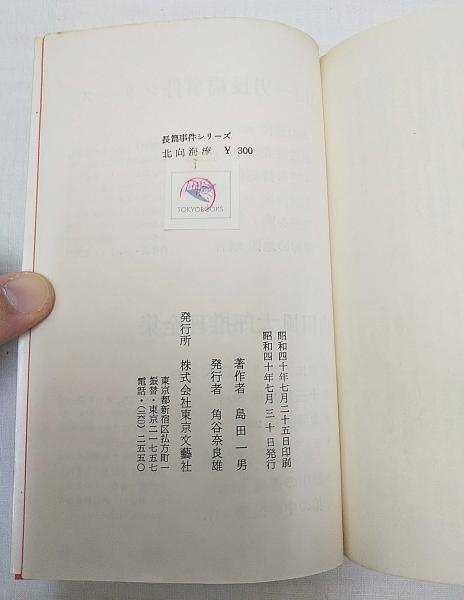 長篇事件シリーズ
北向海流 ¥ 300
TOKYOBOOKS
昭和四十年七月二十五日印刷
昭和四十年七月三十日発行
著作者 島田一男
発行者 角谷奈良雄
発行所 株式会社東京文藝社
東京都新宿区払方町一
振替・東京二一七五七
電話・(六〇)二五五〇